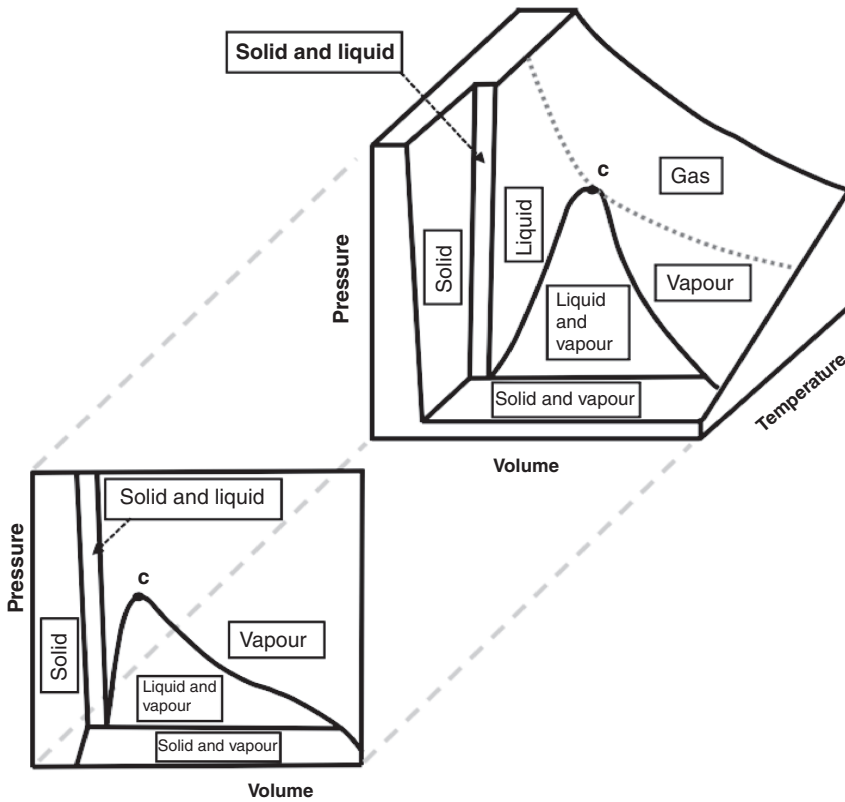 Solid and liquid
c
Gas
Liquid
Solid
Pressure
Vapour
Liquid
and
vapour
Solid and vapour
Temperature
Volume
Solid and liquid
Pressure
c
Vapour
Solid
Liquid and
vapour
Solid and vapour
Volume